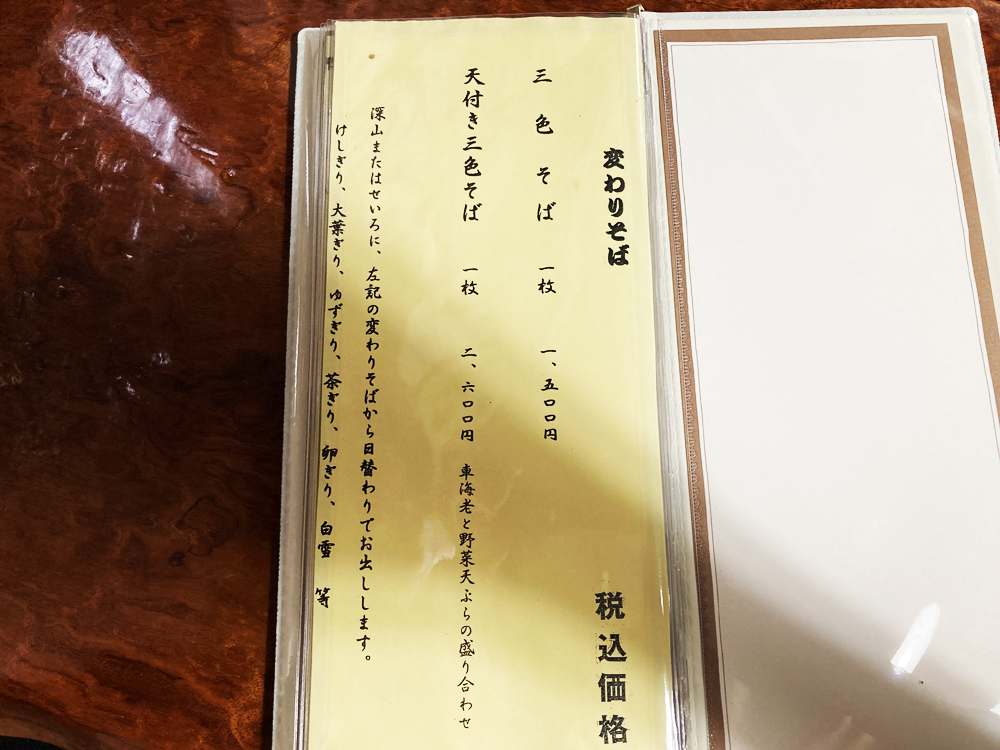 変わりそば　税込価格
三色そば　一枚　一、五〇〇円
天付き三色そば　一枚　二、六〇〇円　車海老と野菜天ぷらの盛り合わせ
深山またはせいろに、左記の変わりそばから日替わりでお出しします。
けしぎり、大葉ぎり、ゆずぎり、茶ぎり、卵ぎり、白雪　等